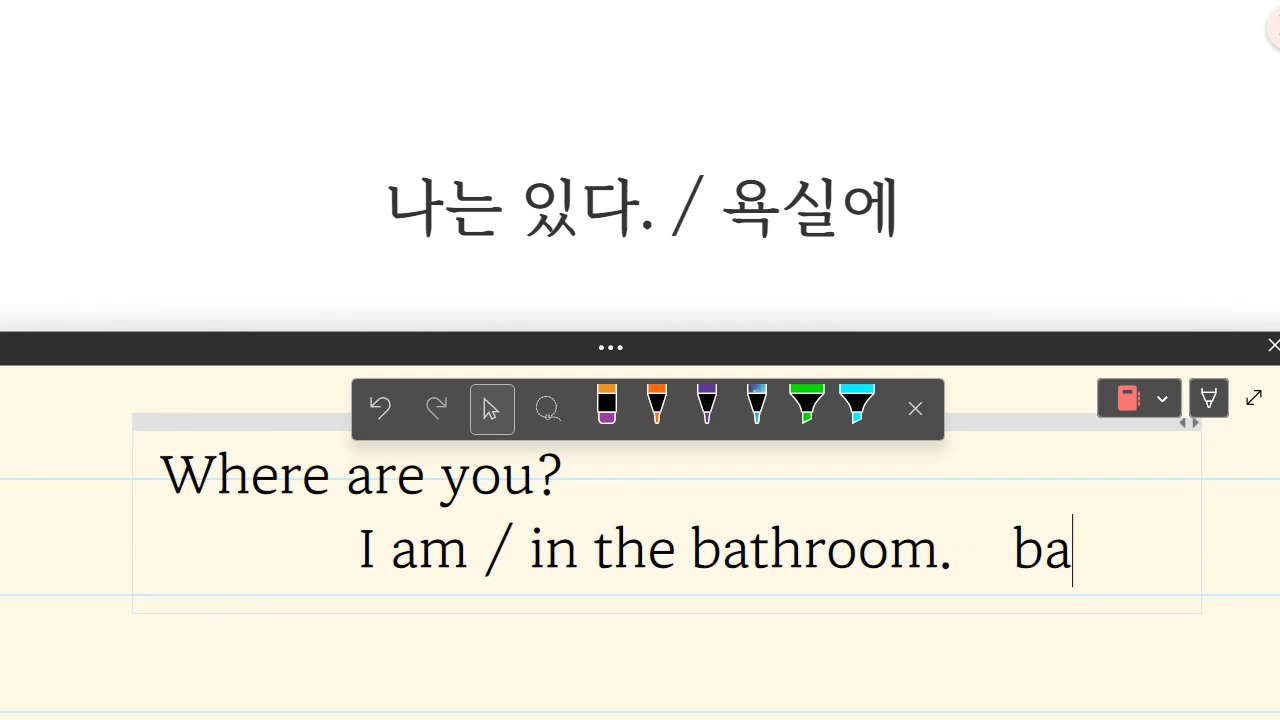 나는 있다. / 욕실에
Where are you?
I am / in the bathroom. ba